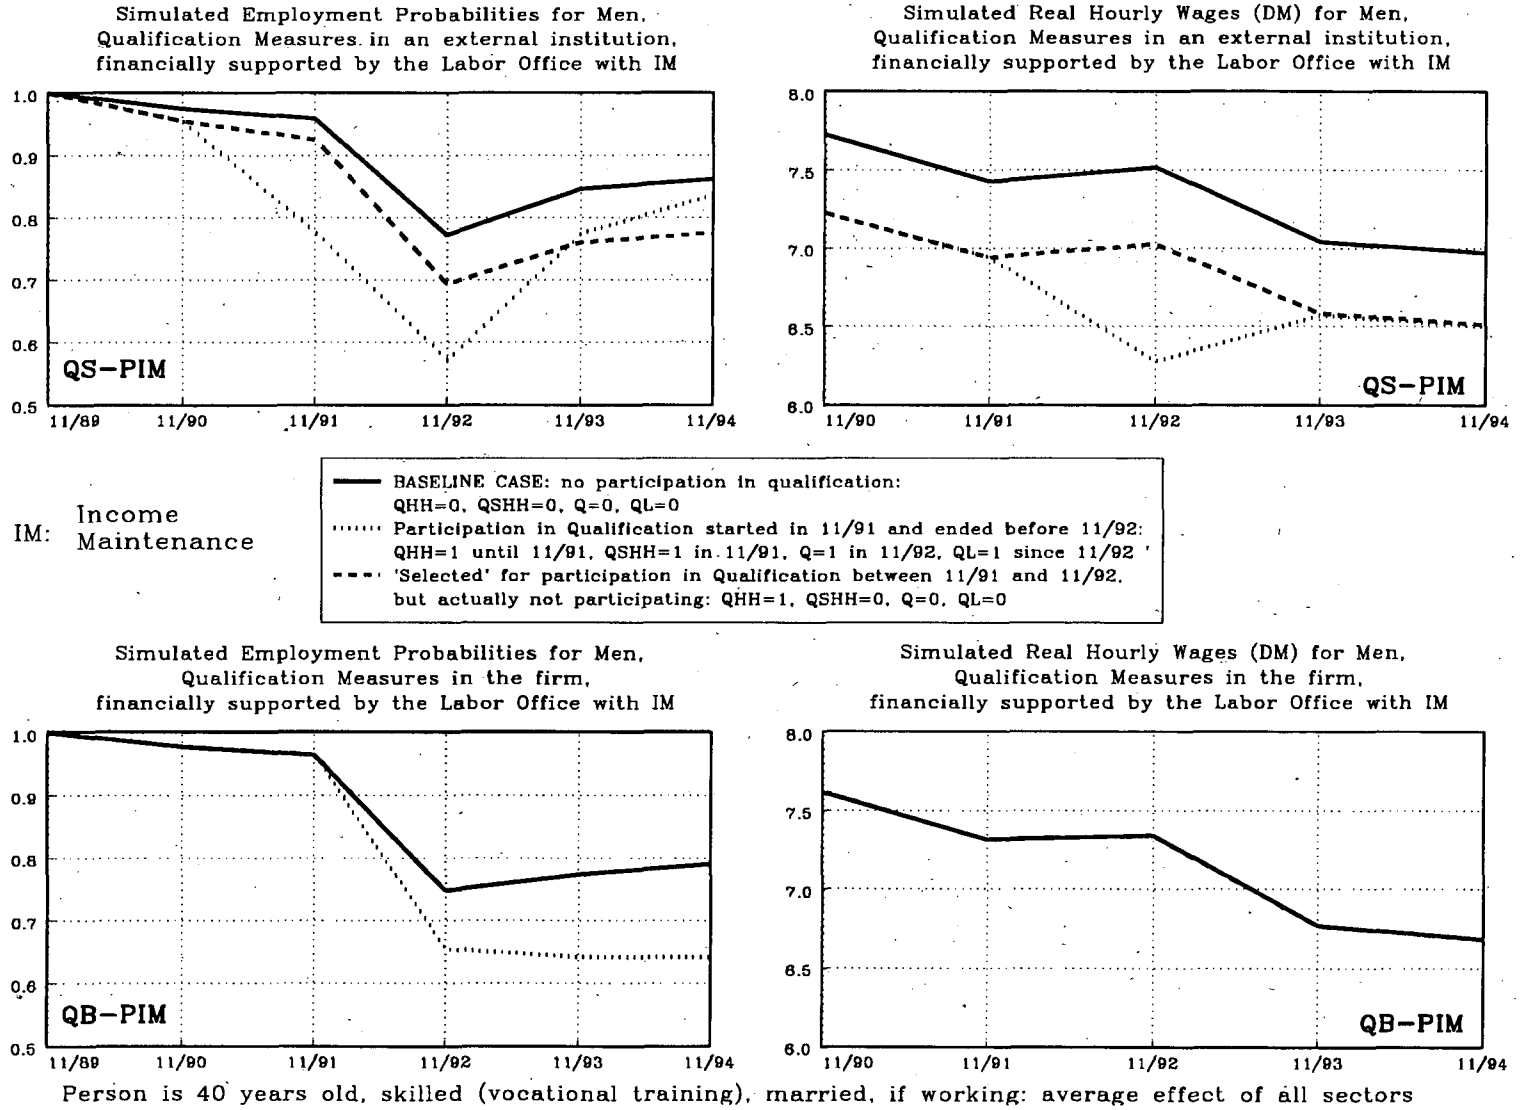 Simulated Employment Probabilities for Men,
Qualification Measures in an external institution,
financially supported by the Labor Office with IM
1.0
0.9
0.8
0.7
0.6
0.5
QS-PIM
11/89 11/90 11/91 11/92 11/93 11/94
Simulated Real Hourly Wages (DM) for Men,
Qualification Measures in an external institution,
financially supported by the Labor Office with IM
8.0
7.5
7.0
6.5
6.0
QS-PIM
11/90 11/91 11/92 11/93 11/94
IM: Income
Maintenance
BASELINE CASE: no participation in qualification:
QHH=0, QSHH=0, Q=0, QL=0
Participation in Qualification started in 11/91 and ended before 11/92:
QHH=1 until 11/91, QSHH=1 in 11/91, Q=1 in 11/92, QL=1 since 11/92
'Selected' for participation in Qualification between 11/91 and 11/92,
but actually not participating: QHH=1, QSHH=0, Q=0, QL=0
Simulated Employment Probabilities for Men,
Qualification Measures in the firm,
financially supported by the Labor Office with IM
1.0
0.9
0.8
0.7
0.6
0.5
QB-PIM
11/89 11/90 11/91 11/92 11/93 11/94
Simulated Real Hourly Wages (DM) for Men,
Qualification Measures in the firm,
financially supported by the Labor Office with IM
8.0
7.5
7.0
6.5
6.0
QB-PIM
11/90 11/91 11/92 11/93 11/94
Person is 40 years old, skilled (vocational training), married, if working: average effect of all sectors